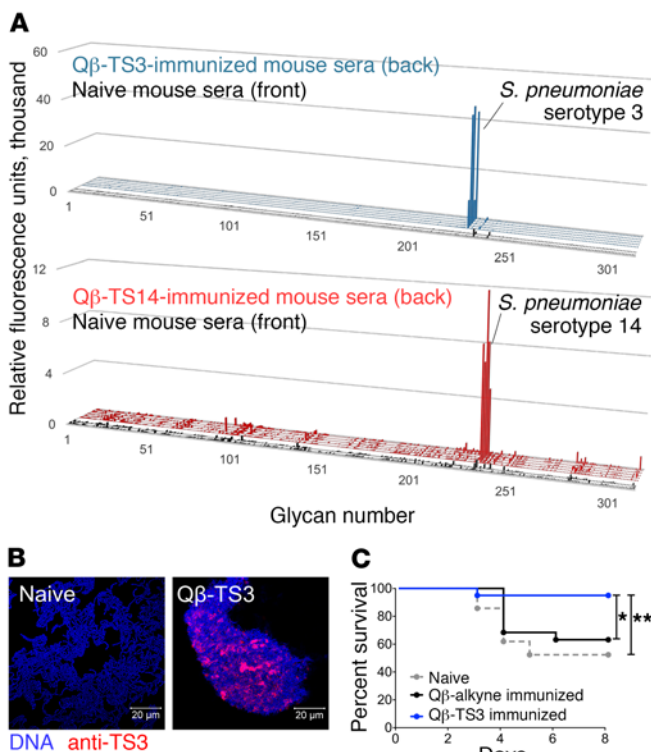 A
Relative fluorescence units, thousand
60
40
20
0
Qβ-TS3-immunized mouse sera (back)
Naive mouse sera (front)
S. pneumoniae
serotype 3
1
51
101
151
201
251
301
12
8
4
0
Qβ-TS14-immunized mouse sera (back)
Naive mouse sera (front)
S. pneumoniae
serotype 14
1
51
101
151
201
251
301
Glycan number
B
Naive
20 μm
Qβ-TS3
20 μm
DNA anti-TS3
C
Percent survival
100
80
60
40
20
0
* **
Naive
Qβ-alkyne immunized
Qβ-TS3 immunized
0
2
4
6
8
Days